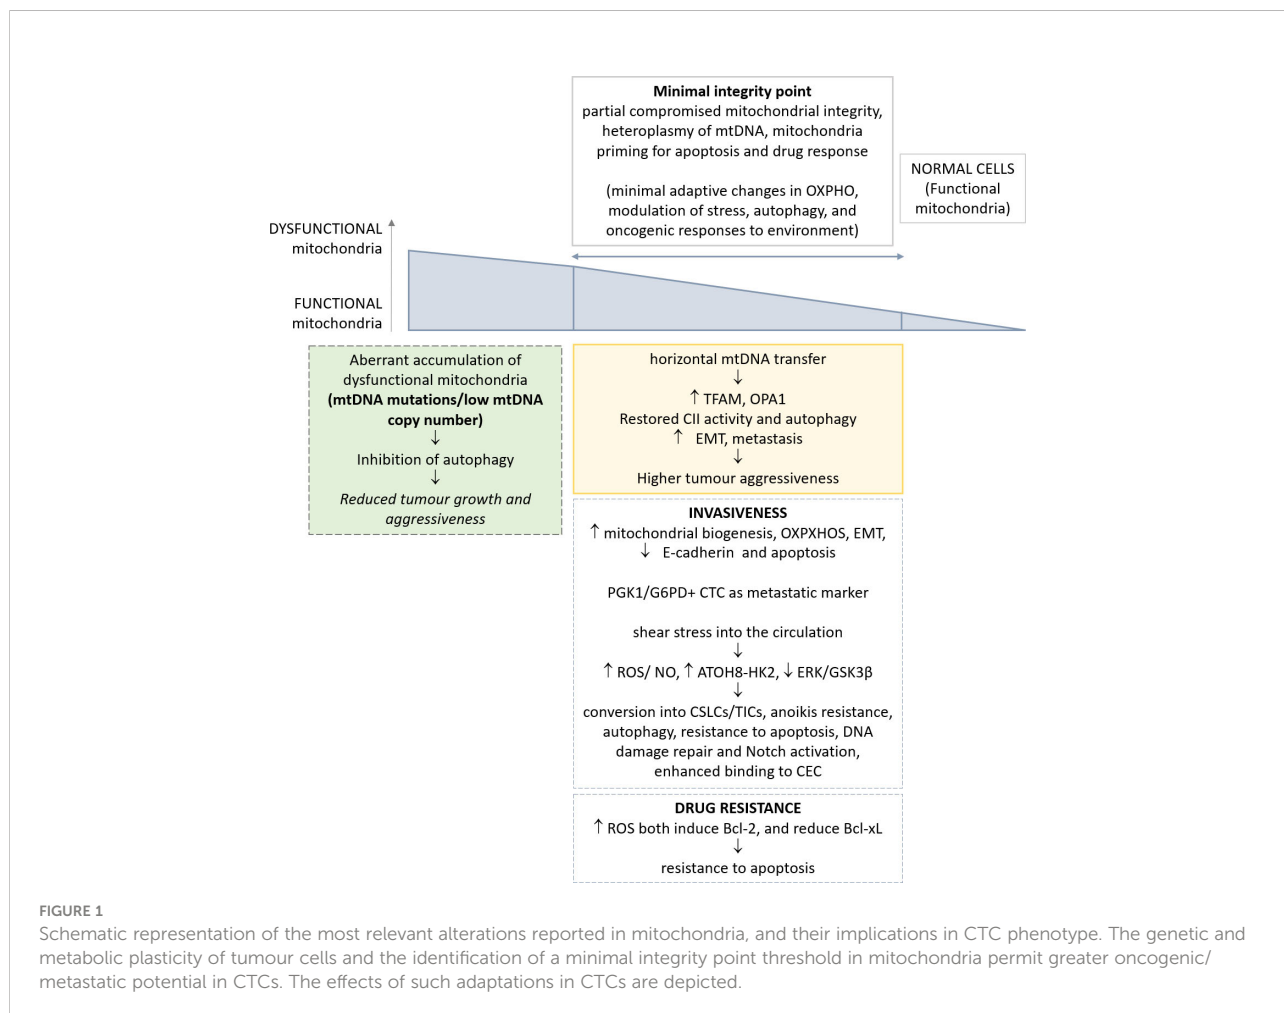 Minimal integrity point
partial compromised mitochondrial integrity,
heteroplasmy of mtDNA, mitochondria
priming for apoptosis and drug response
(minimal adaptive changes in OXPHO,
modulation of stress, autophagy, and
oncogenic responses to environment)
NORMAL CELLS
(Functional
mitochondria)
DYSFUNCTIONAL
mitochondria
FUNCTIONAL
mitochondria
Aberrant accumulation of
dysfunctional mitochondria
(mtDNA mutations/low mtDNA
copy number)
↓
Inhibition of autophagy
↓
Reduced tumour growth and
aggressiveness
horizontal mtDNA transfer
↓
↑ TFAM, OPA1
Restored CII activity and autophagy
↑ EMT, metastasis
↓
Higher tumour aggressiveness
INVASIVENESS
↑ mitochondrial biogenesis, OXPXHOS, EMT,
↓ E-cadherin and apoptosis
PGK1/G6PD+ CTC as metastatic marker
shear stress into the circulation
↓
↑ ROS/ NO, ↑ ATOH8-HK2, ↓ ERK/GSK3β
↓
conversion into CSLCs/TICs, anoikis resistance,
autophagy, resistance to apoptosis, DNA
damage repair and Notch activation,
enhanced binding to CEC
DRUG RESISTANCE
↑ ROS both induce Bcl-2, and reduce Bcl-xL
↓
resistance to apoptosis
FIGURE 1
Schematic representation of the most relevant alterations reported in mitochondria, and their implications in CTC phenotype. The genetic and
metabolic plasticity of tumour cells and the identification of a minimal integrity point threshold in mitochondria permit greater oncogenic/
metastatic potential in CTCs. The effects of such adaptations in CTCs are depicted.